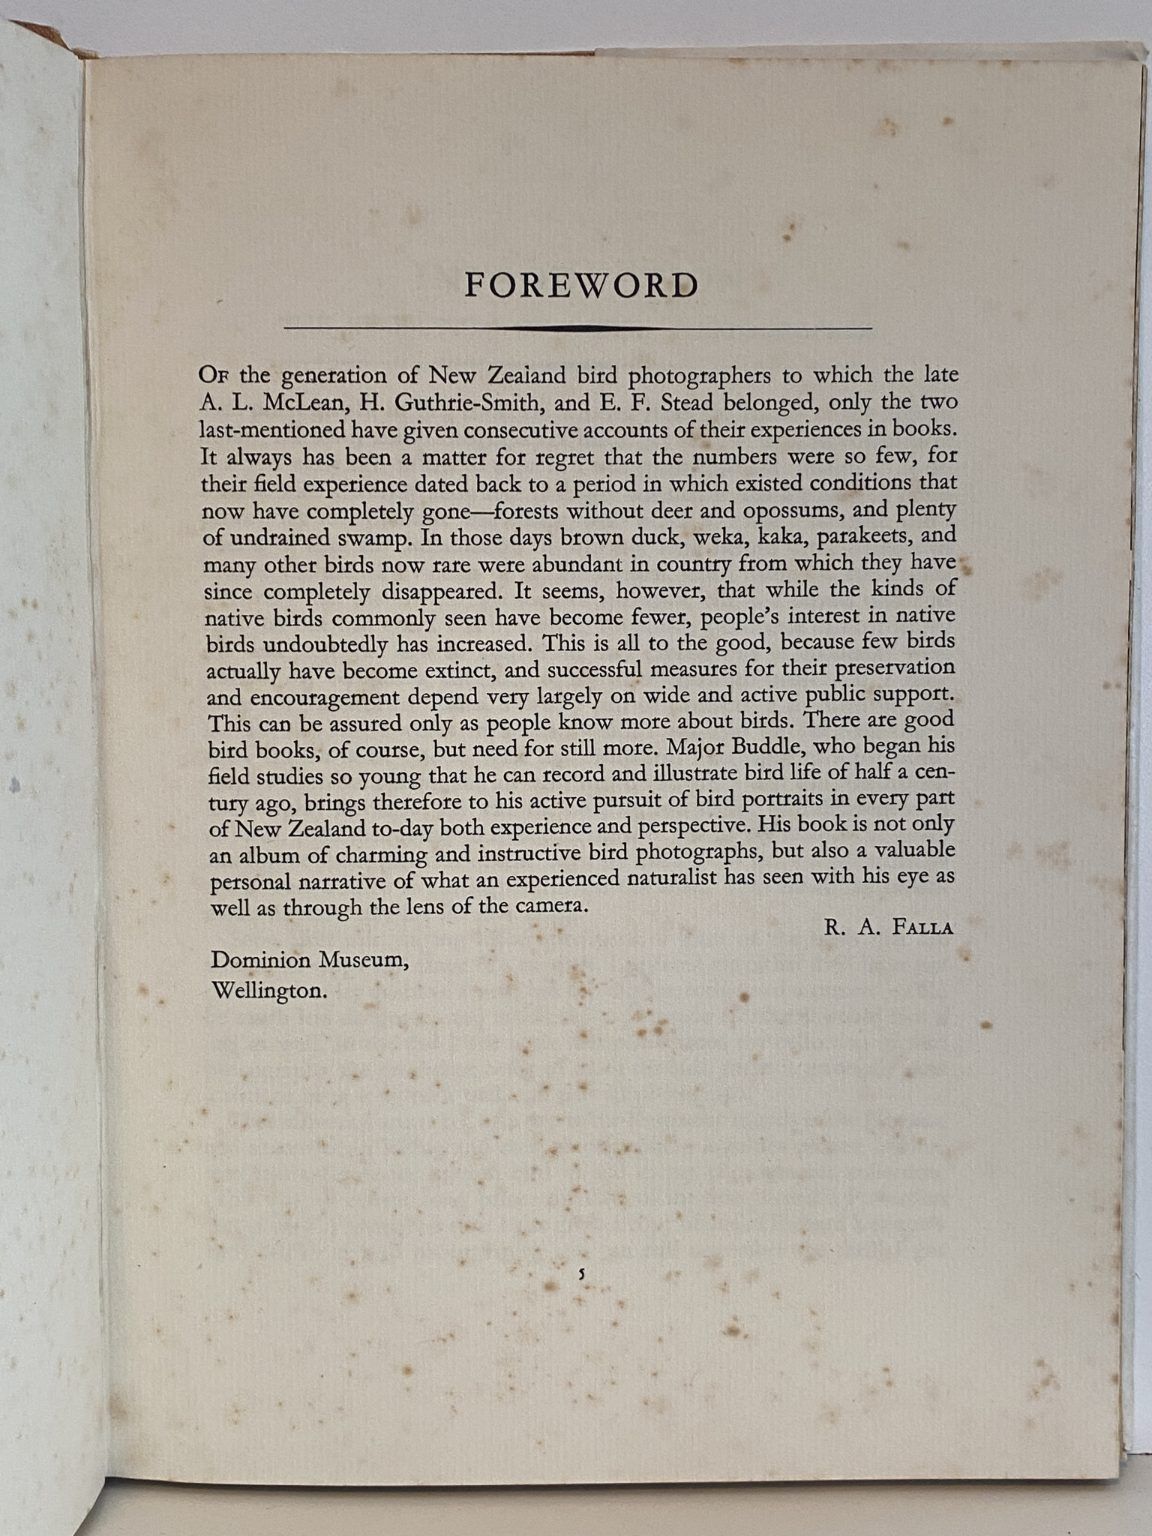 FOREWORD
OF the generation of New Zealand bird photographers to which the late
A. L. McLean, H. Guthrie-Smith, and E. F. Stead belonged, only the two
last-mentioned have given consecutive accounts of their experiences in books.
It always has been a matter for regret that the numbers were so few, for
their field experience dated back to a period in which existed conditions that
now have completely gone—forests without deer and opossums, and plenty
of undrained swamp. In those days brown duck, weka, kaka, parakeets, and
many other birds now rare were abundant in country from which they have
since completely disappeared. It seems, however, that while the kinds of
native birds commonly seen have become fewer, people's interest in native
birds undoubtedly has increased. This is all to the good, because few birds
actually have become extinct, and successful measures for their preservation
and encouragement depend very largely on wide and active public support.
This can be assured only as people know more about birds. There are good
bird books, of course, but need for still more. Major Buddle, who began his
field studies so young that he can record and illustrate bird life of half a cen-
tury ago, brings therefore to his active pursuit of bird portraits in every part
of New Zealand to-day both experience and perspective. His book is not only
an album of charming and instructive bird photographs, but also a valuable
personal narrative of what an experienced naturalist has seen with his eye as
well as through the lens of the camera.
R. A. FALLA
Dominion Museum,
Wellington.
5